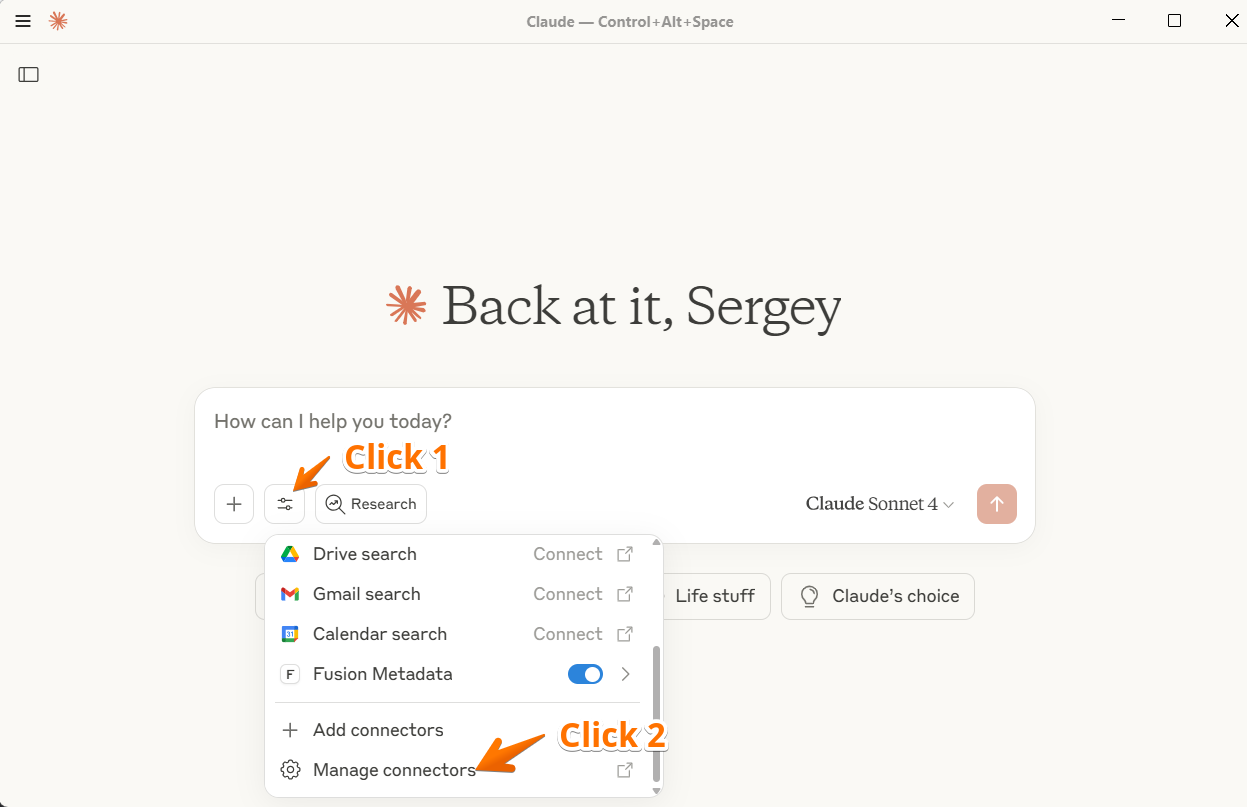 Claude — Control+Alt+Space
Back at it, Sergey
How can I help you today?
Click 1
Research
Claude Sonnet 4
Drive search Connect
Gmail search Connect
Life stuff
Claude's choice
31
Calendar search Connect
F Fusion Metadata
Add connectors
Click 2
Manage connectors